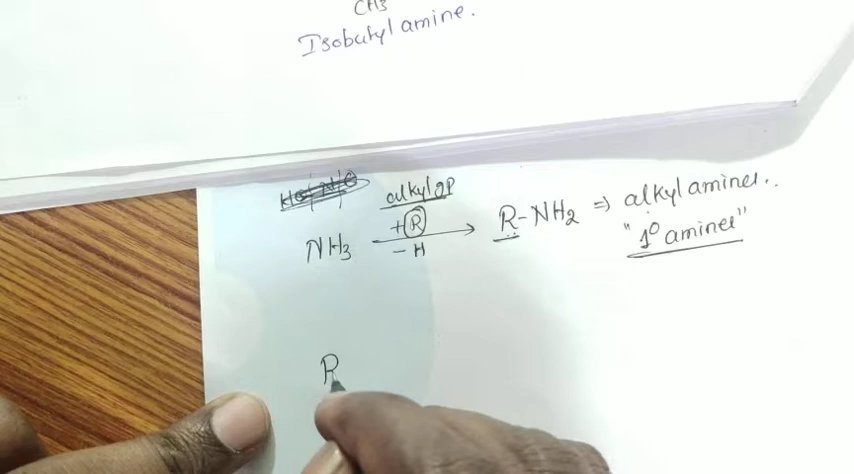 CH3
Isobutyl amine.
alkyl gp
+R
NH3 → R-NH2 ⇒ alkyl amines..
- H
"1° amines"
R